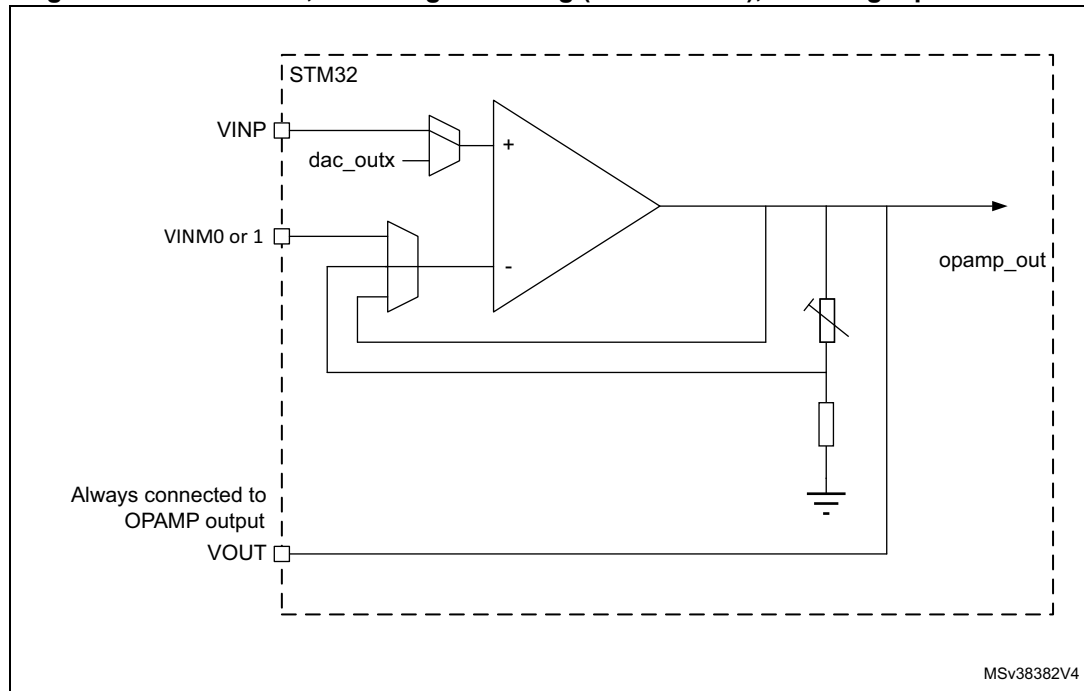 STM32
VINP
+
dac_outx
VINM0 or 1
-
opamp_out
Always connected to
OPAMP output
VOUT
MSv38382V4